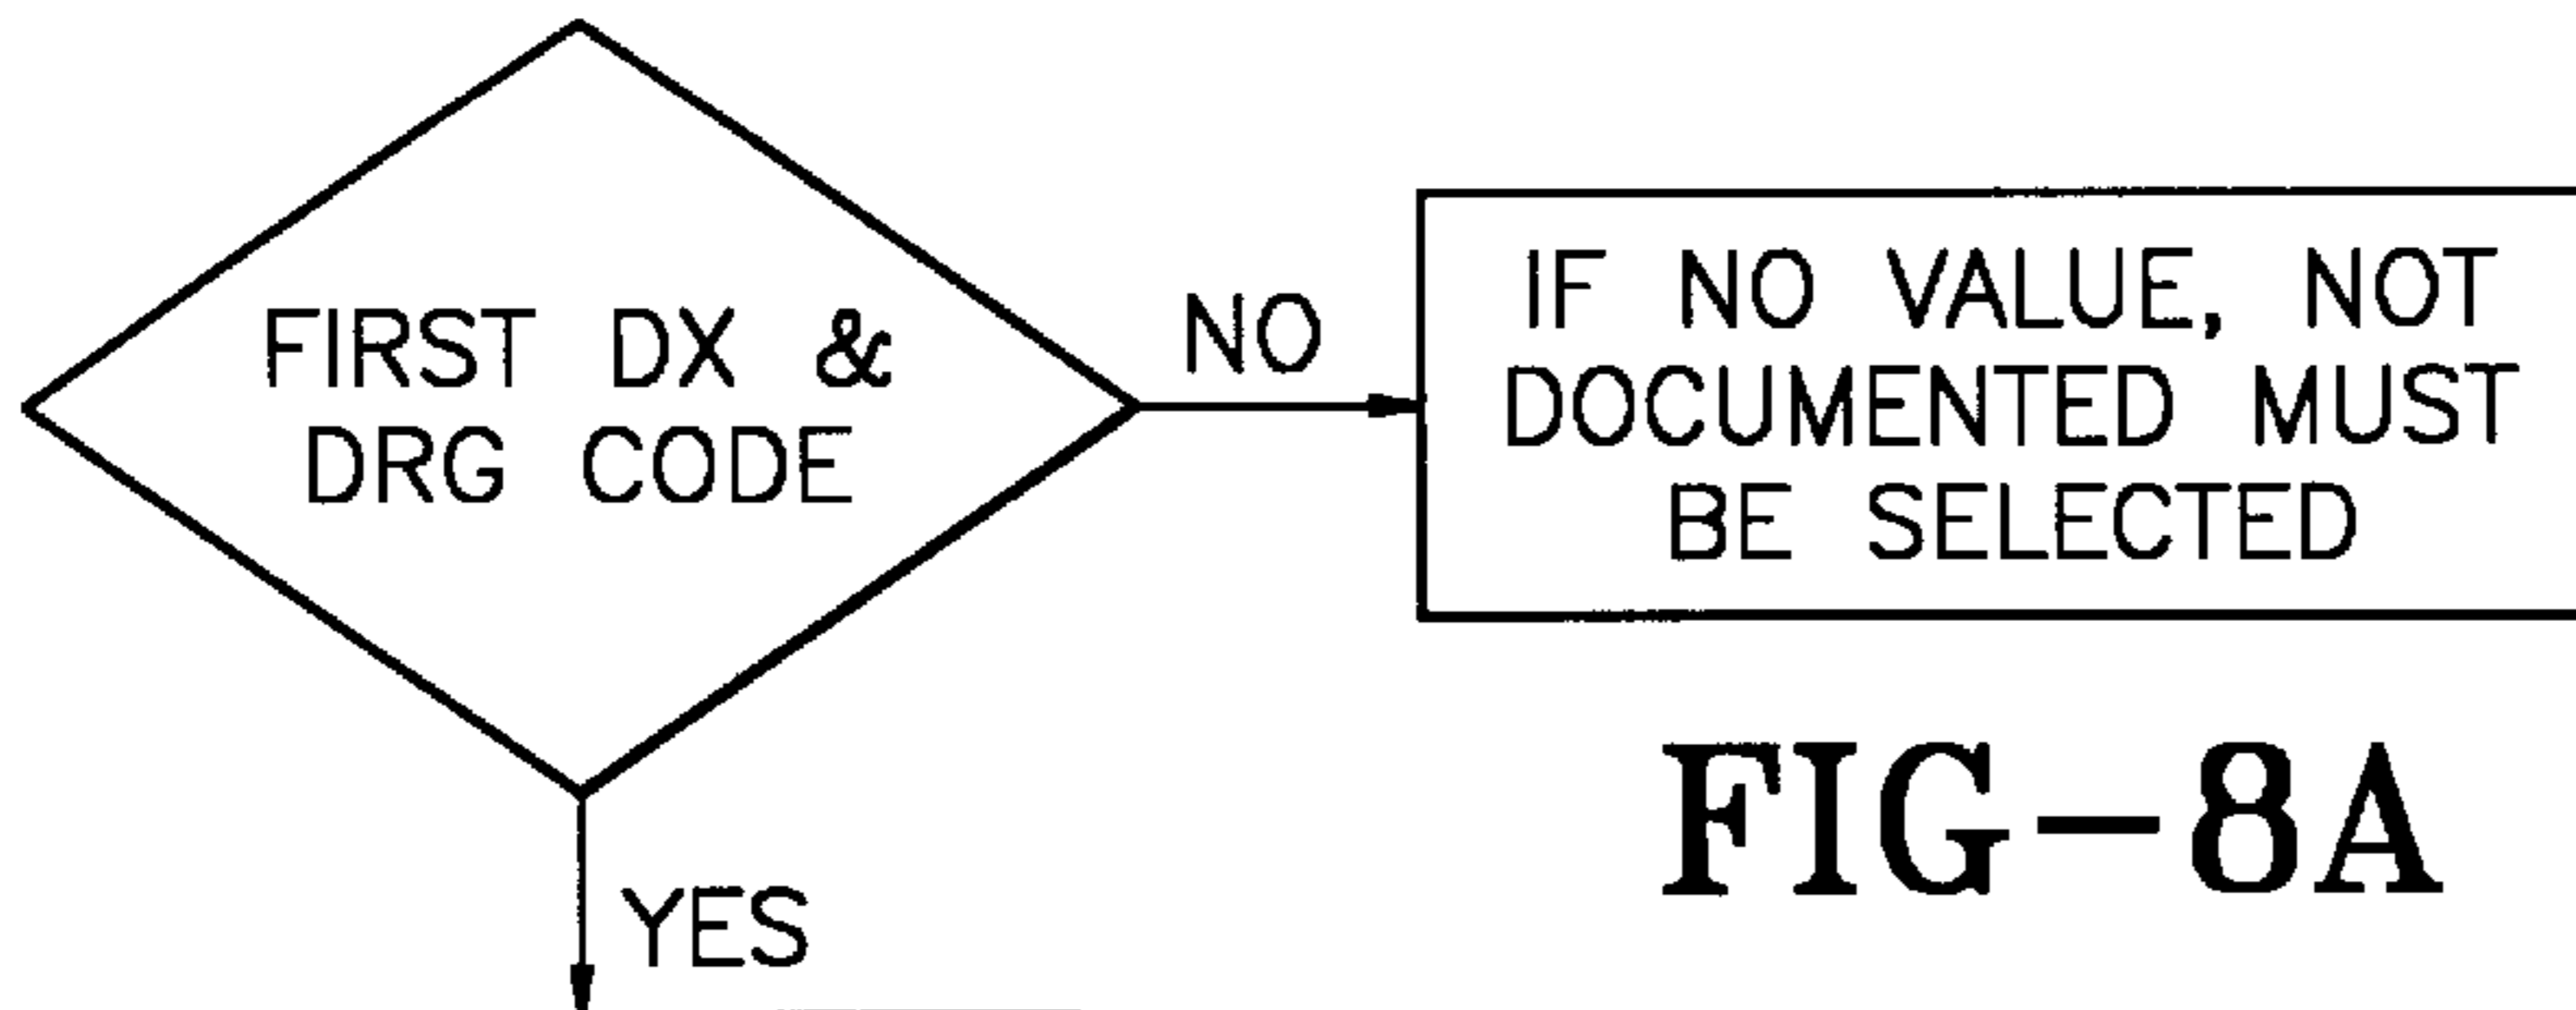 FIRST DX &
DRG CODE
NO
IF NO VALUE, NOT
DOCUMENTED MUST
BE SELECTED
YES
FIG-8A